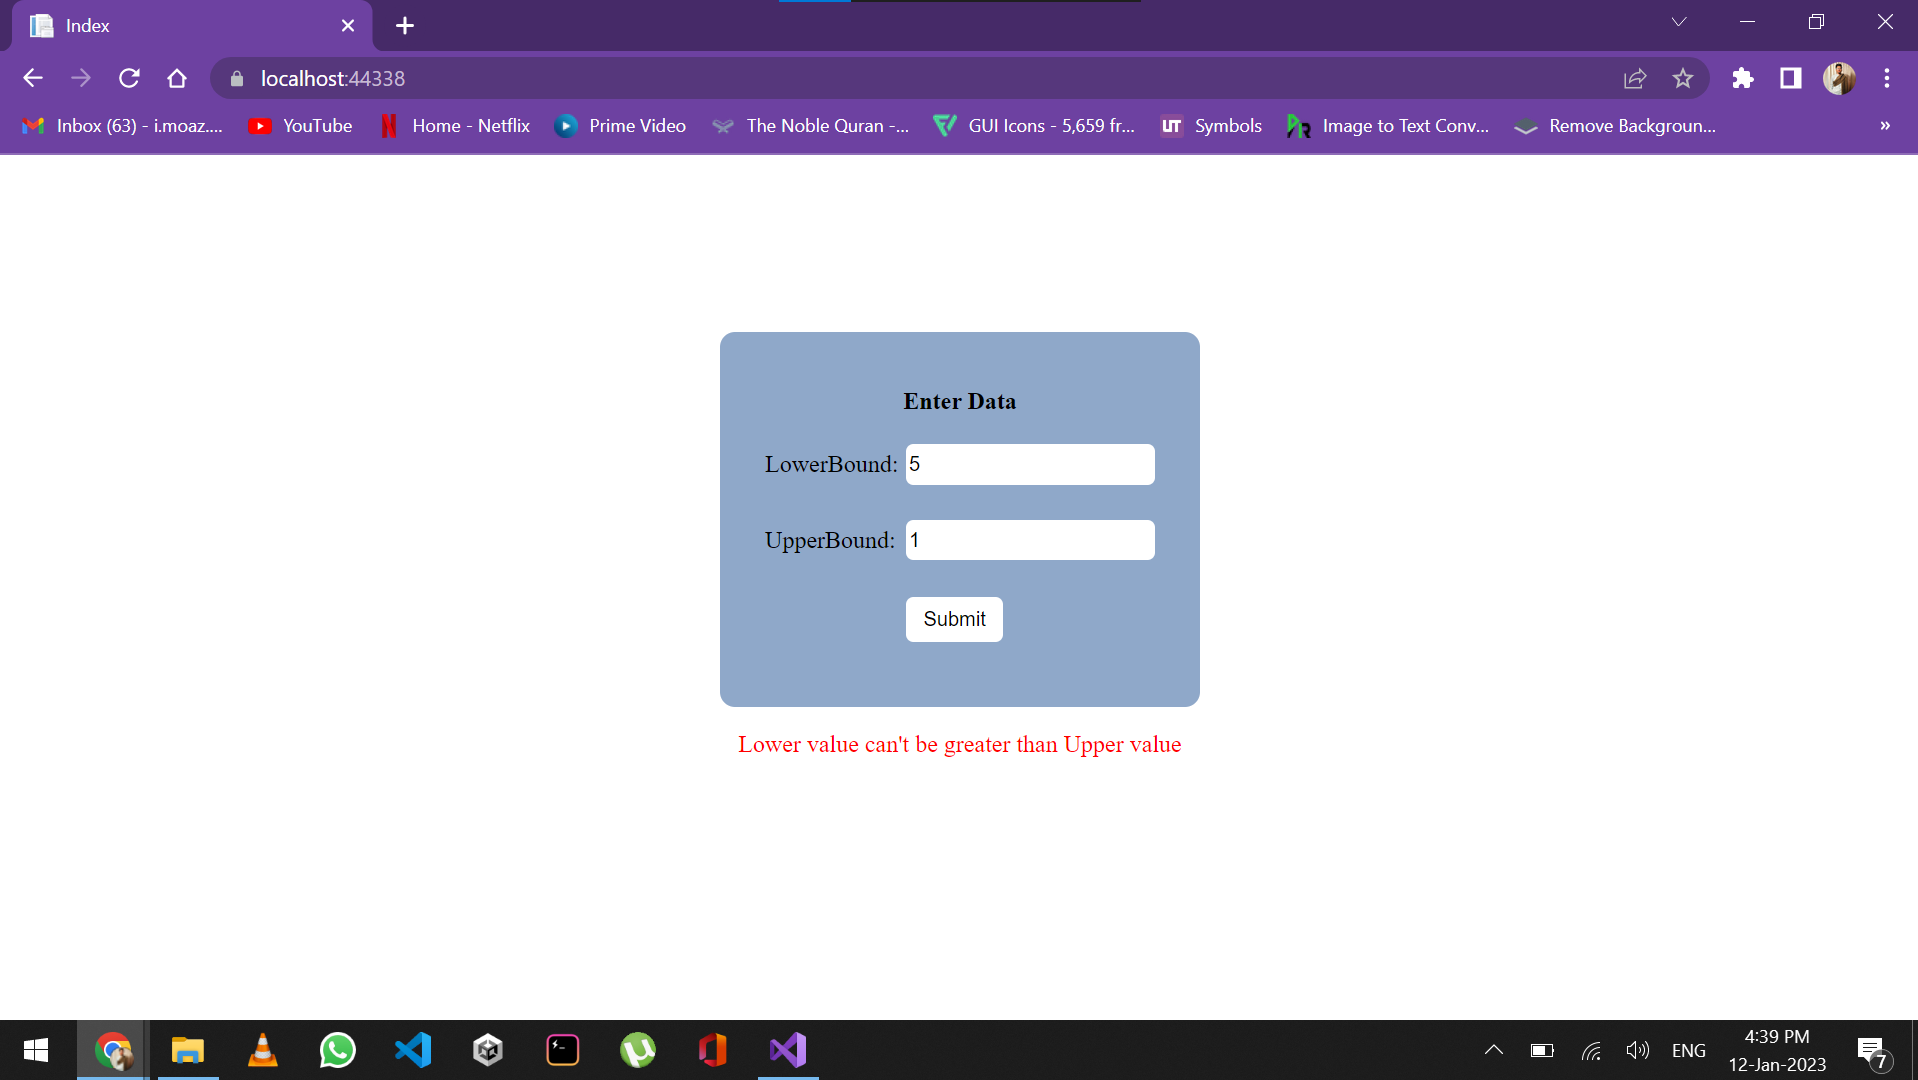 Index
localhost:44338
Inbox (63) - i.moaz....
YouTube
Home - Netflix
Prime Video
The Noble Quran -...
GUI Icons - 5,659 fr...
UT
Symbols
PR
Image to Text Conv...
Remove Backgroun...
»
Enter Data
LowerBound: 5
UpperBound: 1
Submit
Lower value can't be greater than Upper value
ENG
4:39 PM
12-Jan-2023
7